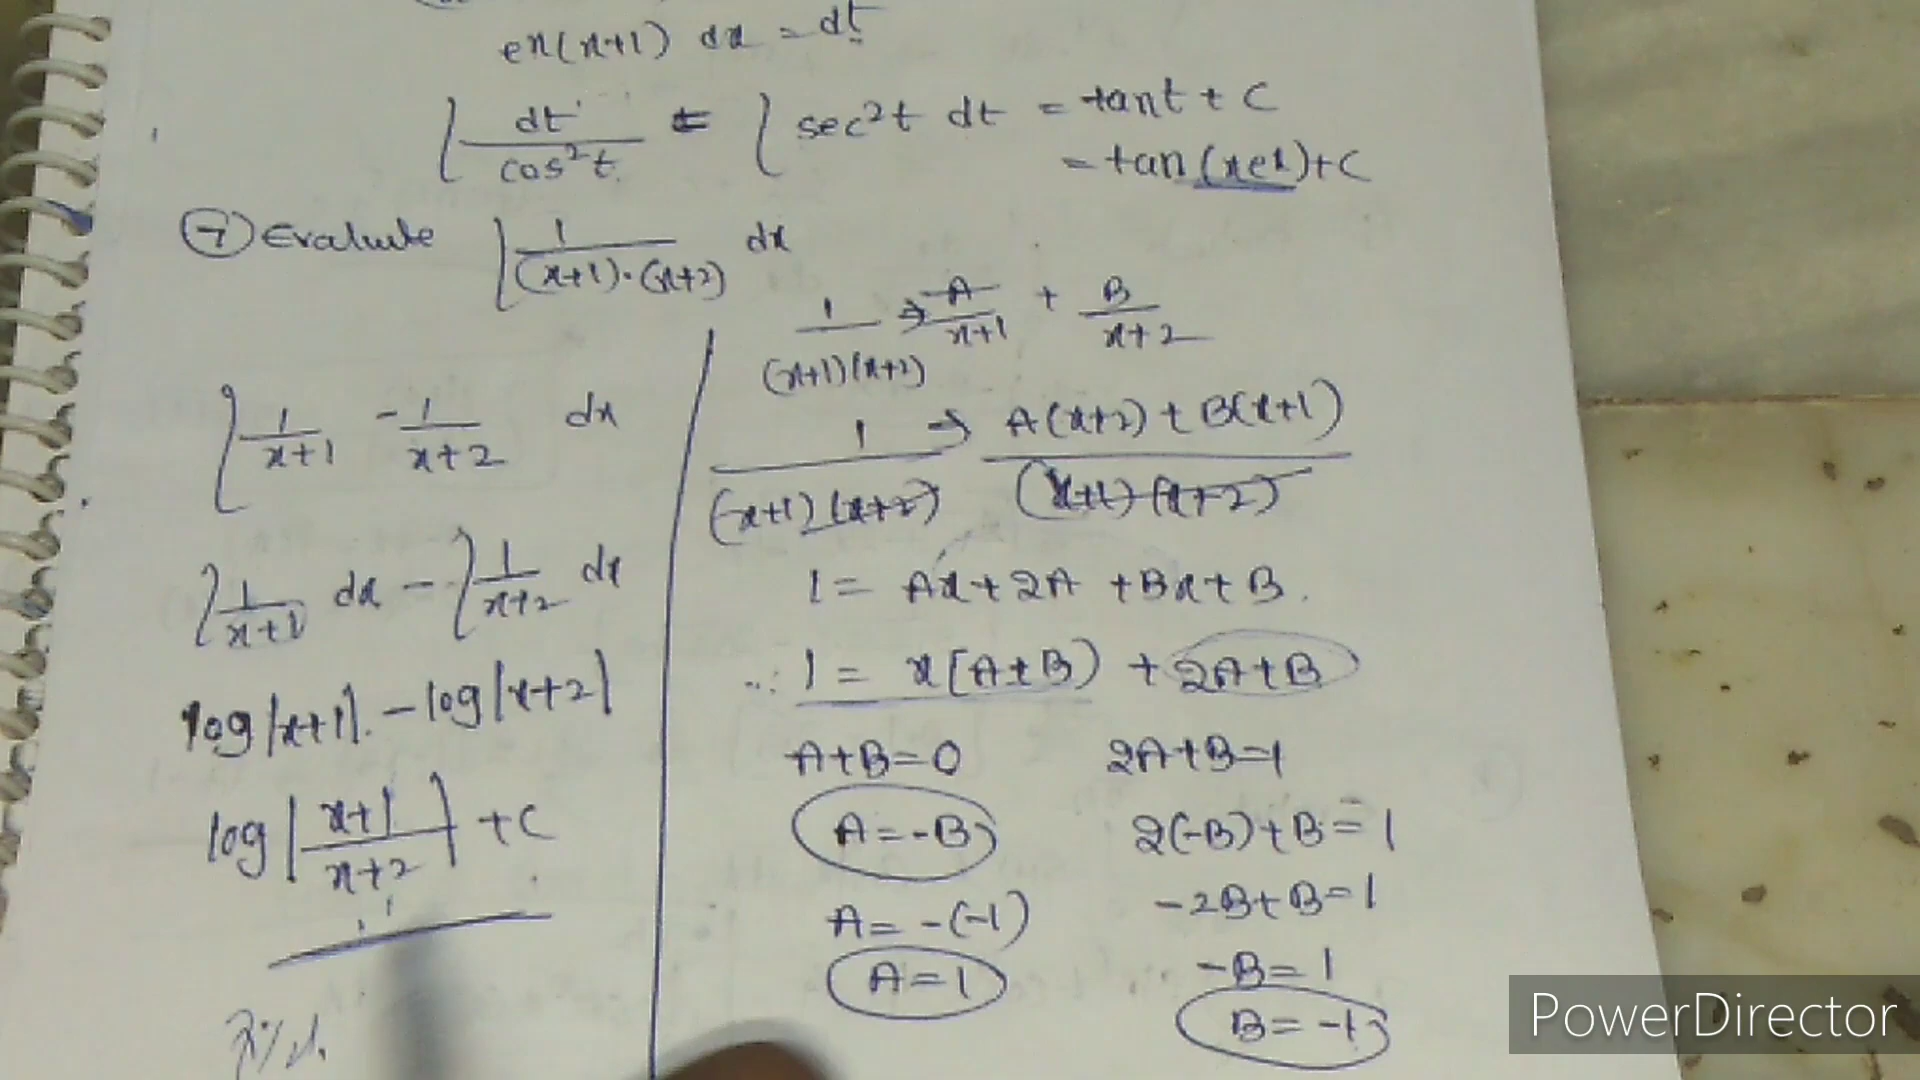 ex(x+1) dx = dt
∫ dt/cos²t = ∫ sec²t dt = tant + C
= tan(xeˣ)+C
⑦ Evaluate ∫ 1/((x+1)·(x+2)) dx
∫ 1/(x+1) - 1/(x+2) dx
∫ 1/(x+1) dx - ∫ 1/(x+2) dx
log|x+1| - log|x+2|
log|(x+1)/(x+2)| + C
1/((x+1)(x+2)) ⇒ A/(x+1) + B/(x+2)
1/((x+1)(x+2)) → (A(x+2) + B(x+1))/((x+1)(x+2))
1 = Ax + 2A + Bx + B.
1 = x[A+B) + 2A+B
A+B=0
A=-B
A=-(-1)
A=1
2A+B=1
2(-B)+B=1
-2B+B=1
-B=1
B=-1
PowerDirector